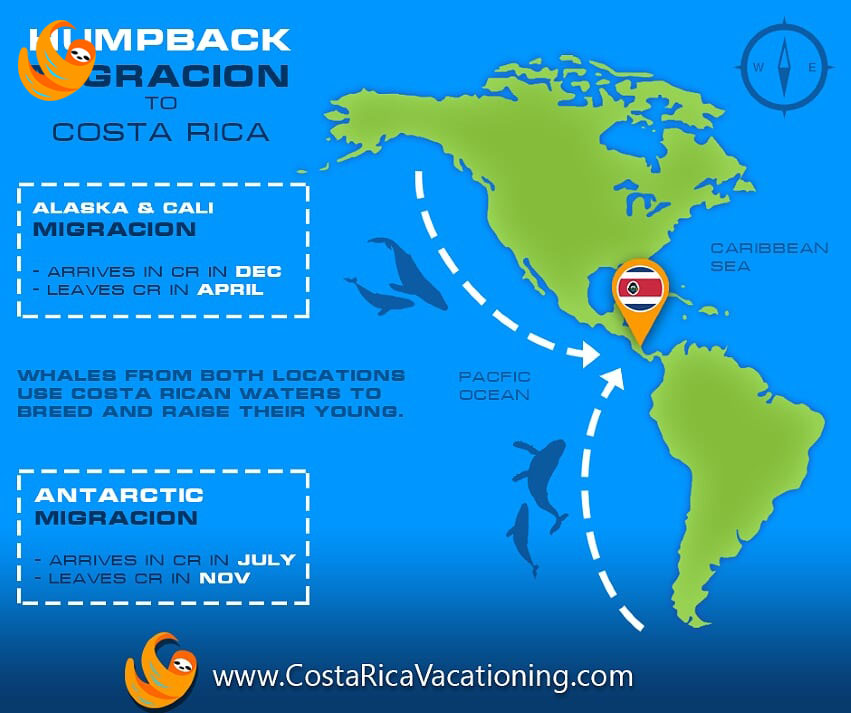 HUMPBACK
MIGRACION
TO
COSTA RICA
W E
ALASKA & CALI
MIGRACION
- ARRIVES IN CR IN DEC
- LEAVES CR IN APRIL
CARIBBEAN
SEA
WHALES FROM BOTH LOCATIONS
USE COSTA RICAN WATERS TO
BREED AND RAISE THEIR YOUNG.
PACFIC
OCEAN
ANTARCTIC
MIGRACION
- ARRIVES IN CR IN JULY
- LEAVES CR IN NOV
www.CostaRicaVacationing.com